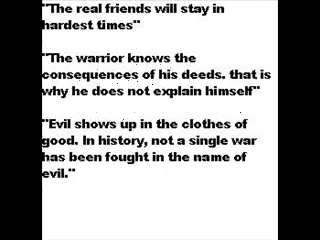 "The real friends will stay in
hardest times"
"The warrior knows the
consequences of his deeds. that is
why he does not explain himself"
"Evil shows up in the clothes of
good. In history, not a single war
has been fought in the name of
evil."